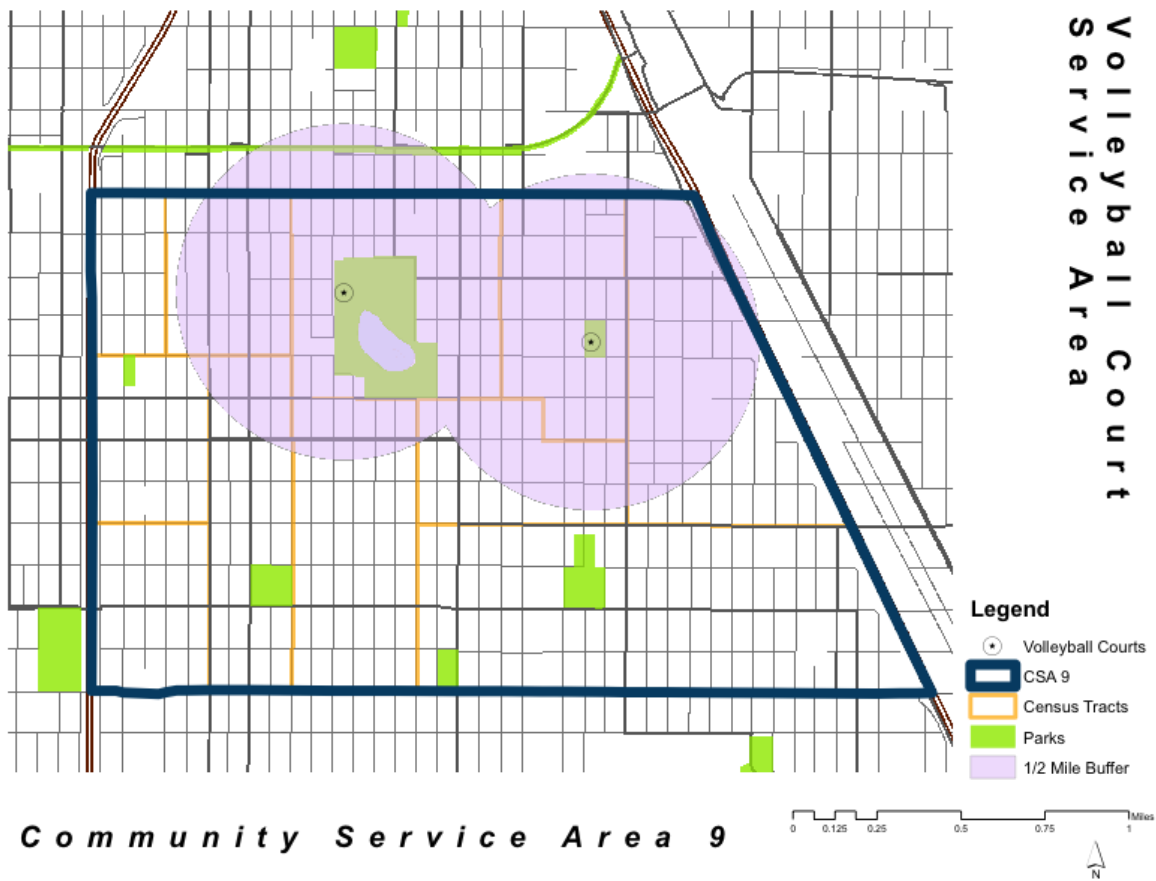 Volleyball Court
Service Area
Legend
Volleyball Courts
CSA 9
Census Tracts
Parks
1/2 Mile Buffer
Community Service Area 9
0 0.125 0.25 0.5 0.75 1 Miles
N